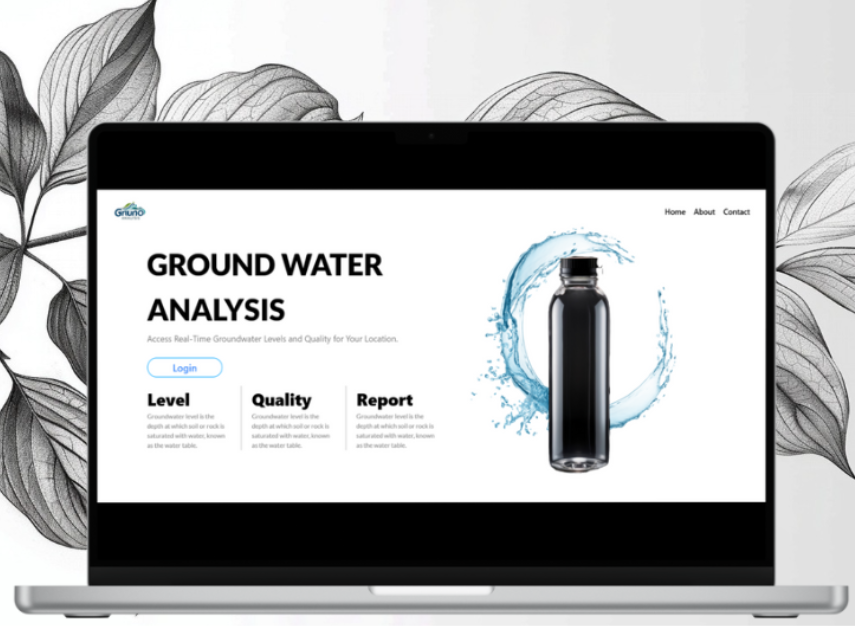 Home About Contact
GROUND WATER
ANALYSIS
Access Real-Time Groundwater Levels and Quality for Your Location.
Login
Level
Groundwater level is the
depth at which soil or rock is
saturated with water, known
as the water table.
Quality
Groundwater level is the
depth at which soil or rock is
saturated with water, known
as the water table.
Report
Groundwater level is the
depth at which soil or rock is
saturated with water, known
as the water table.